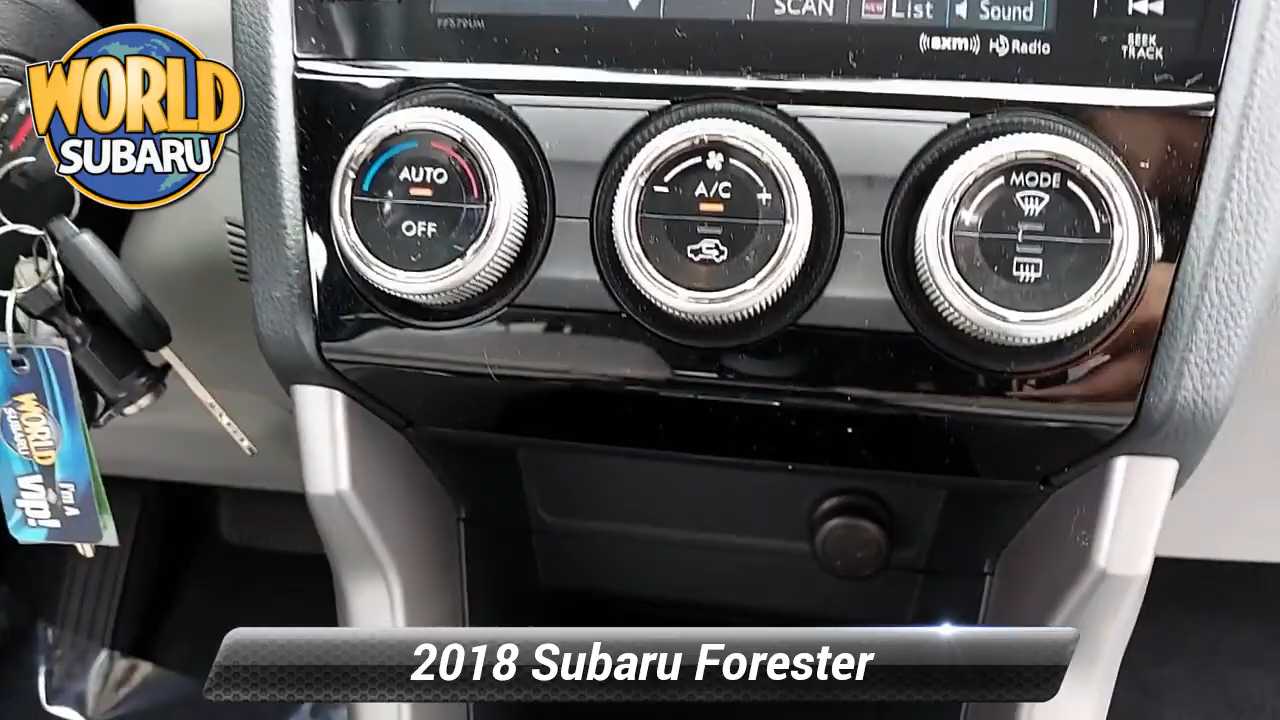 WORLD
SUBARU
SCAN
NEW List
Sound
((sxm))
HD Radio
SEEK
TRACK
AUTO
OFF
A/C
- +
MODE
WORLD
SUBARU
I'm A
vip!
2018 Subaru Forester